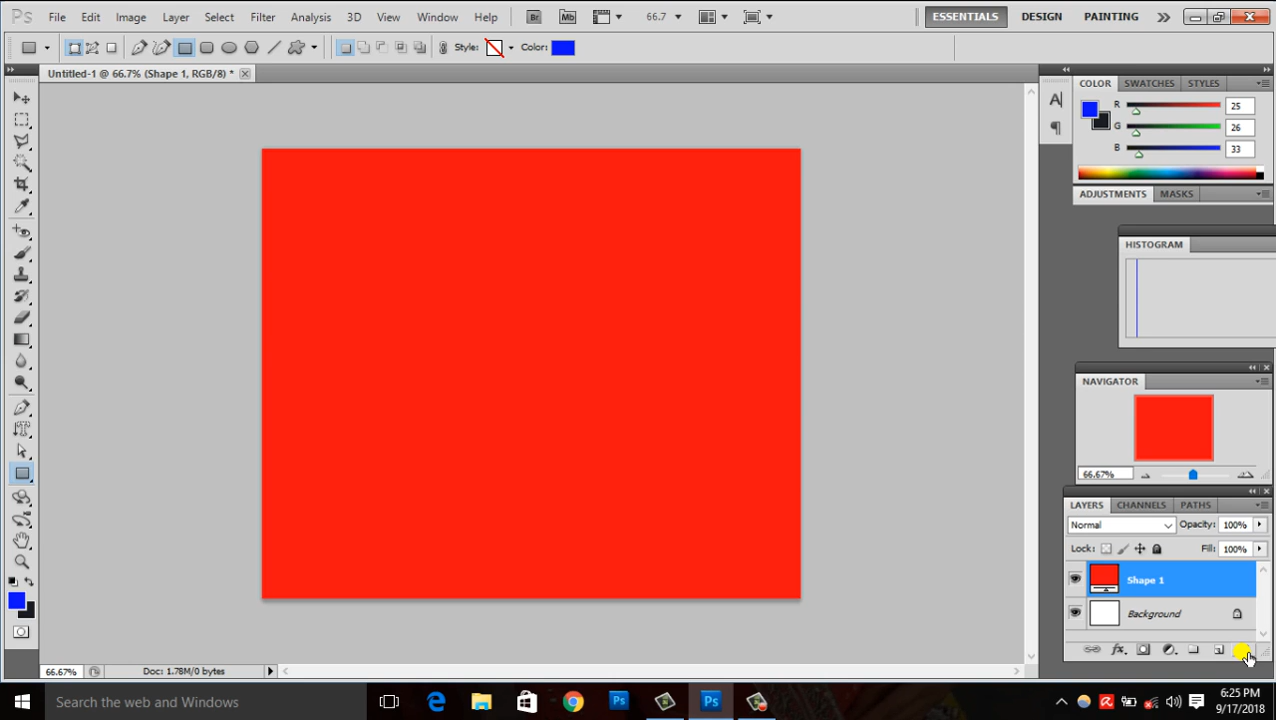 Ps File Edit Image Layer Select Filter Analysis 3D View Window Help Br Mb 66.7 ESSENTIALS DESIGN PAINTING
Style: Color:
Untitled-1 @ 66.7% (Shape 1, RGB/8) *
COLOR SWATCHES STYLES
R 25
G 26
B 33
ADJUSTMENTS MASKS
HISTOGRAM
NAVIGATOR
66.67%
LAYERS CHANNELS PATHS
Normal Opacity: 100%
Lock: Fill: 100%
Shape 1
Background
fx
66.67% Doc: 1.78M/0 bytes
Search the web and Windows
Ps Ps
6:25 PM
9/17/2018